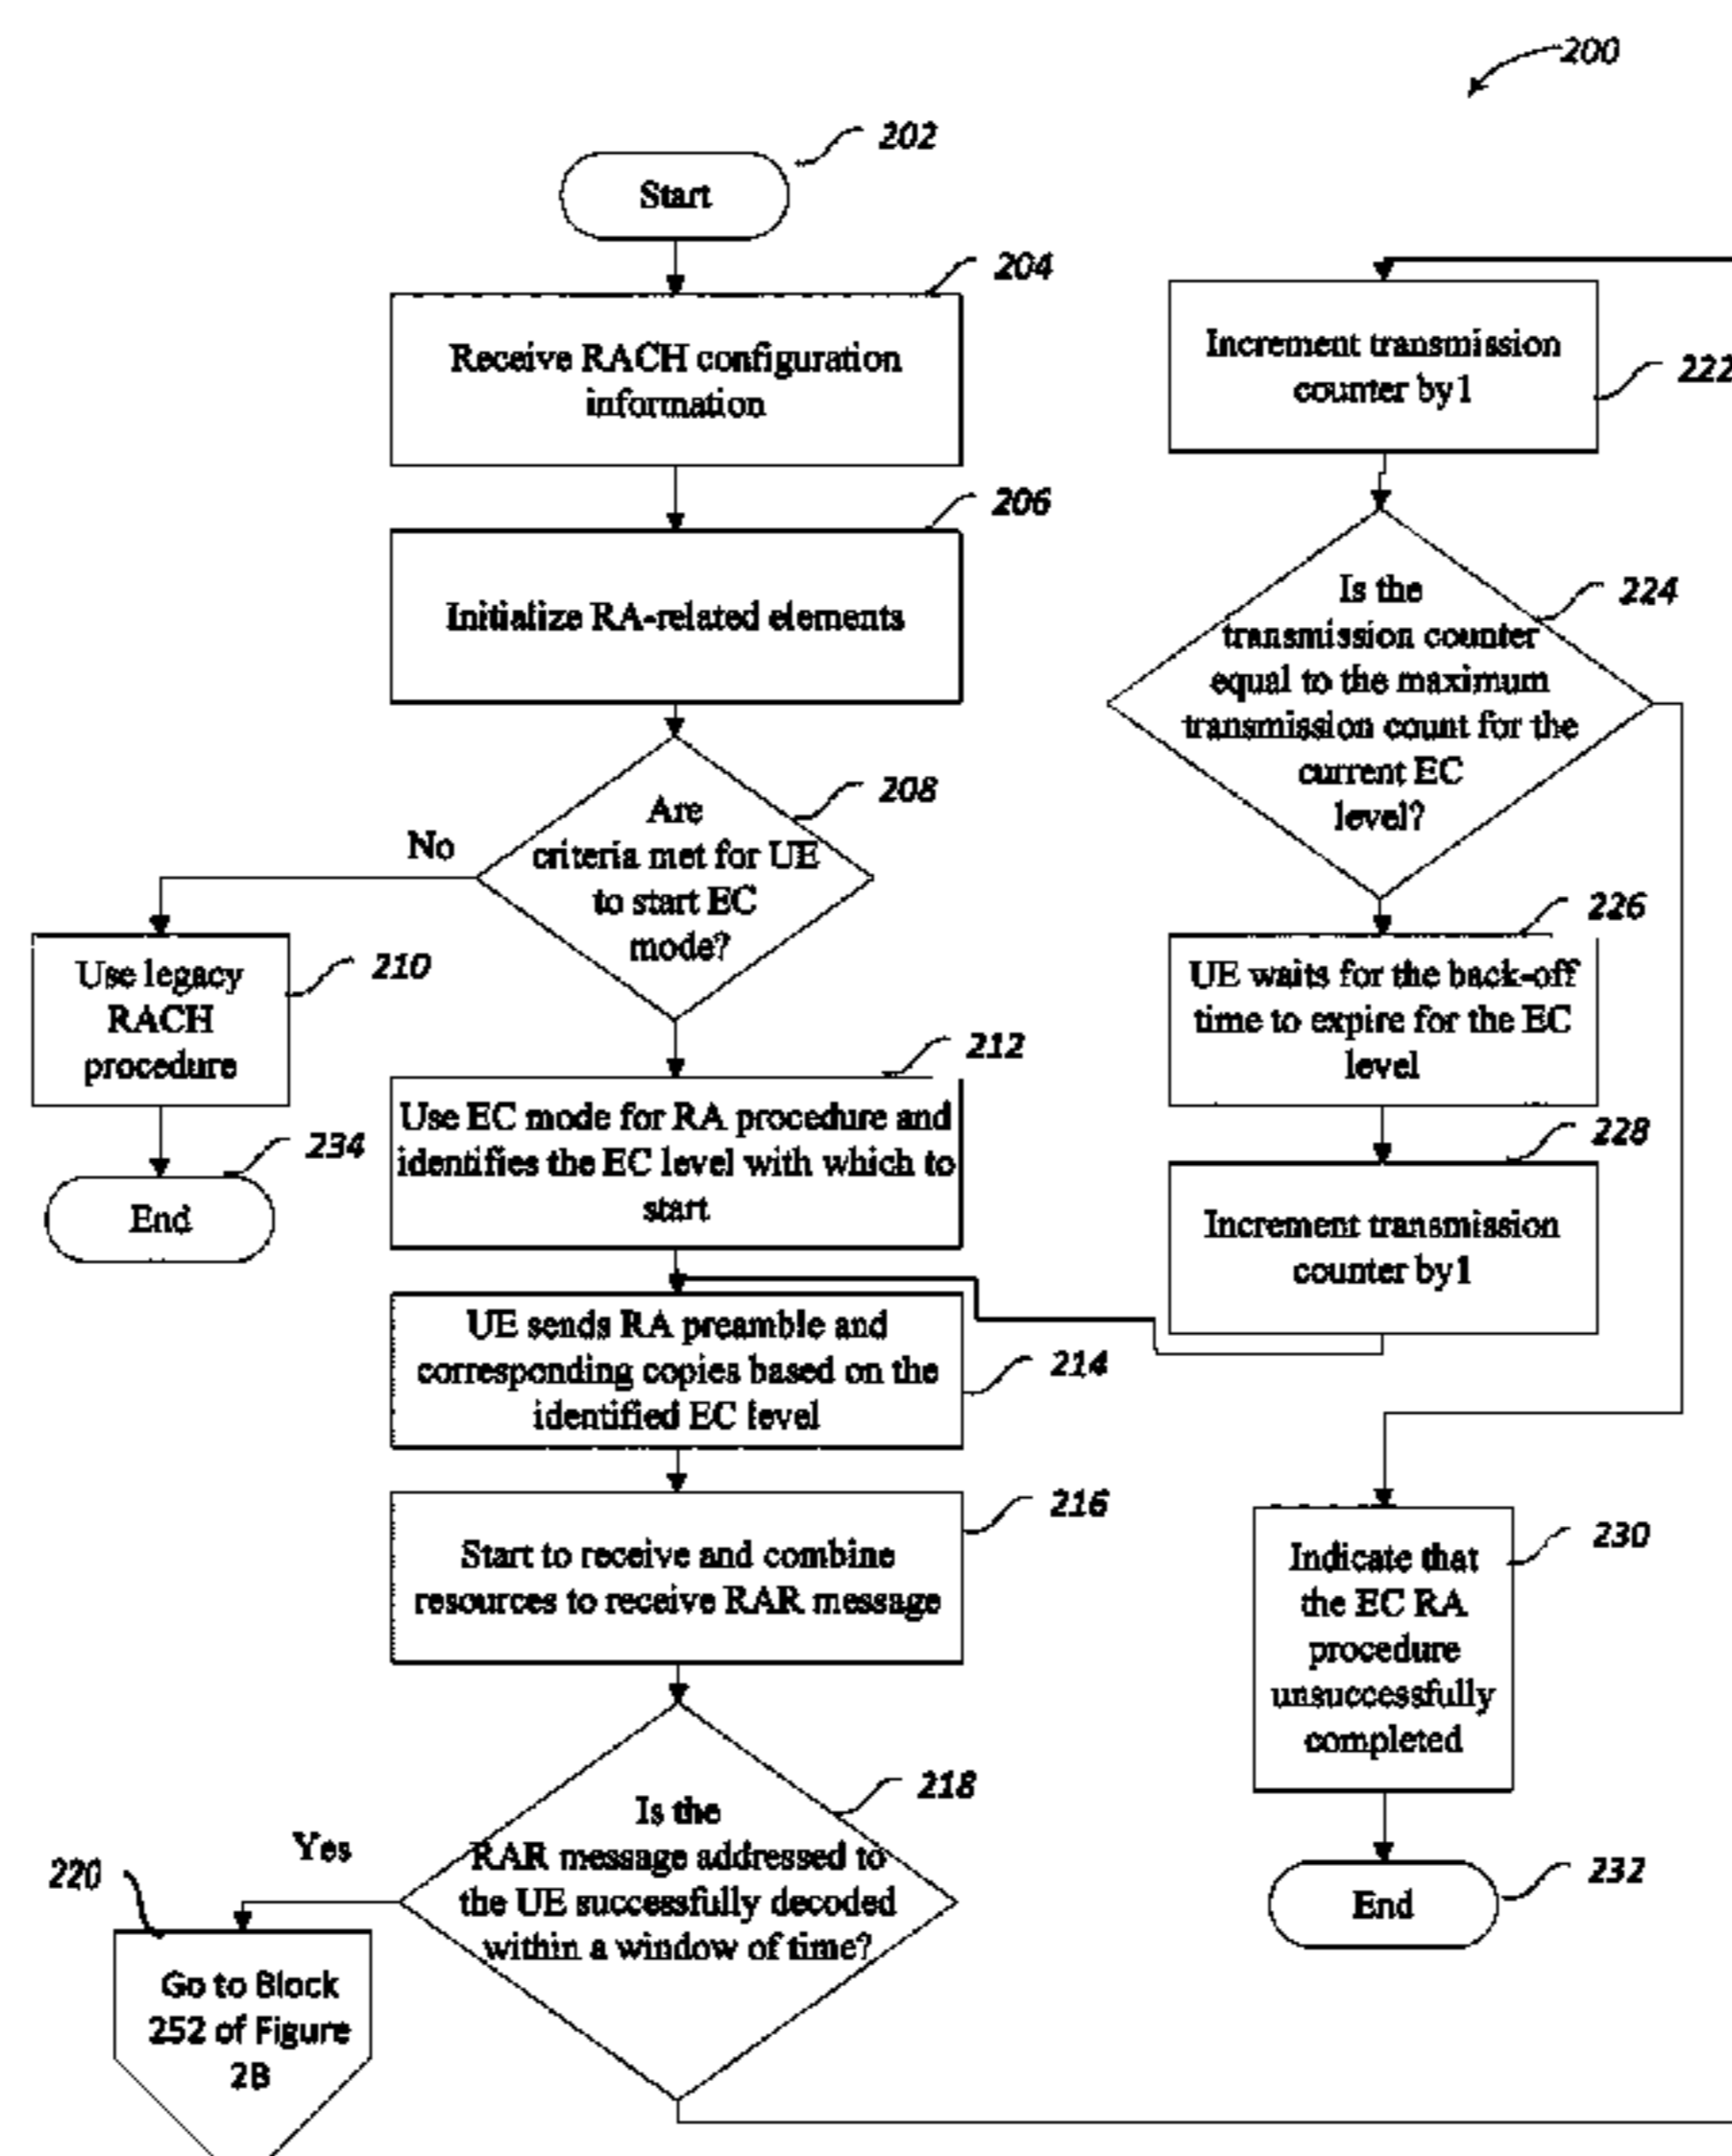 200
202
Start
204
Receive RACH configuration
information
206
Initialize RA-related elements
208
Are
criteria met for UE
to start EC
mode?
No
Use legacy
RACH
procedure
210
234
End
212
Use EC mode for RA procedure and
identifies the EC level with which to
start
UE sends RA preamble and
corresponding copies based on the
identified EC level
214
216
Start to receive and combine
resources to receive RAR message
218
Is the
RAR message addressed to
the UE successfully decoded
within a window of time?
Yes
220
Go to Block
252 of Figure
2B
Increment transmission
counter by1
222
224
Is the
transmission counter
equal to the maximum
transmission count for the
current EC
level?
226
UE waits for the back-off
time to expire for the EC
level
228
Increment transmission
counter by1
230
Indicate that
the EC RA
procedure
unsuccessfully
completed
232
End